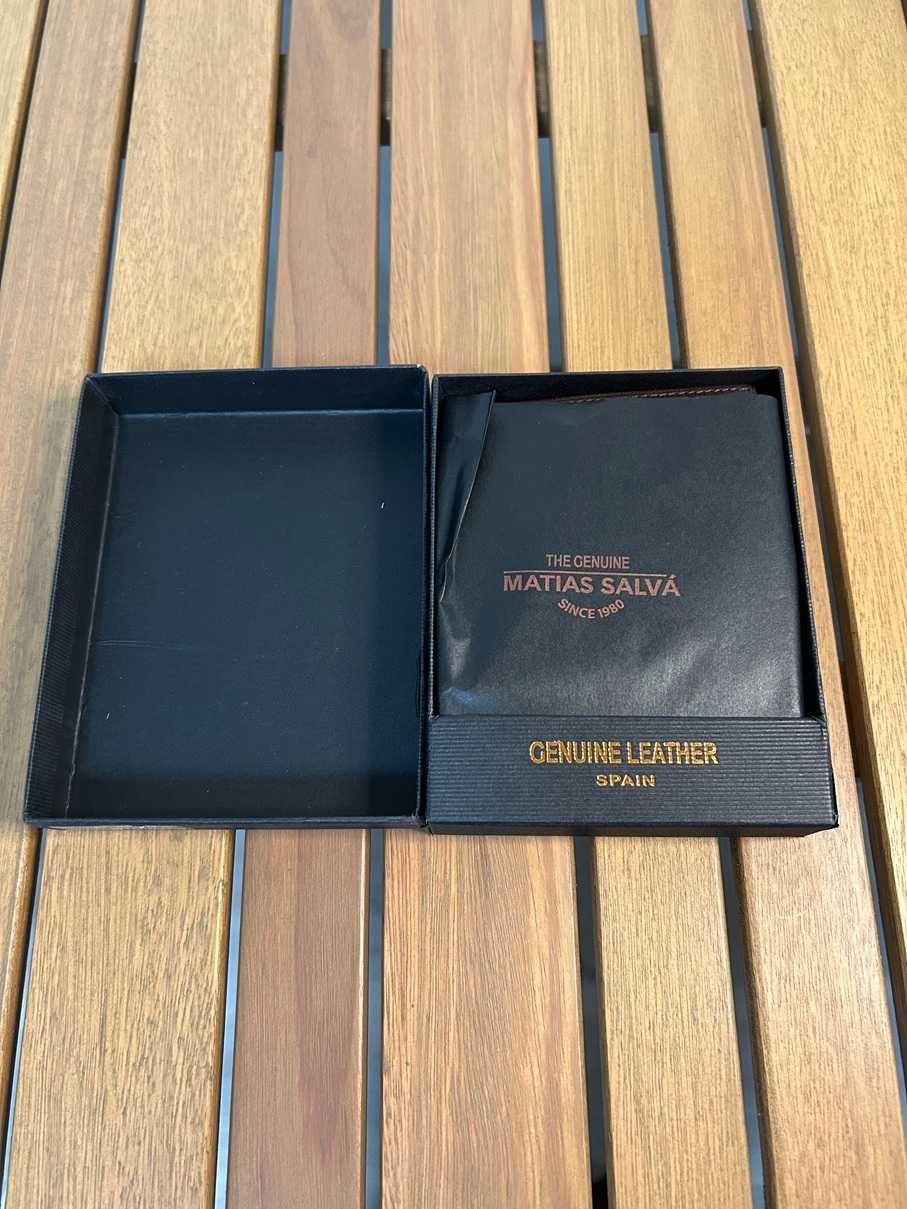 THE GENUINE
MATIAS SALVÁ
SINCE 1980
GENUINE LEATHER
SPAIN